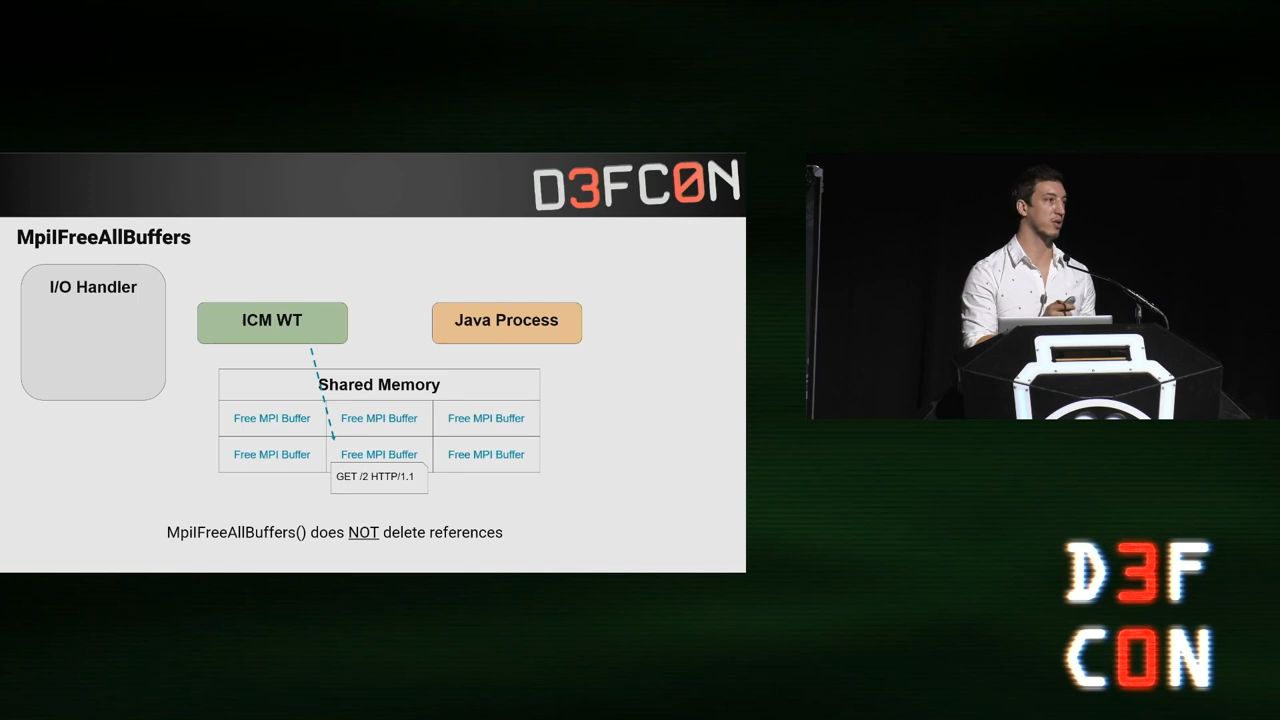 D3FC0N
MpiIFreeAllBuffers
I/O Handler
ICM WT
Java Process
Shared Memory
Free MPI Buffer
Free MPI Buffer
Free MPI Buffer
Free MPI Buffer
Free MPI Buffer
Free MPI Buffer
GET /2 HTTP/1.1
MpiIFreeAllBuffers() does NOT delete references
D3F
C0N